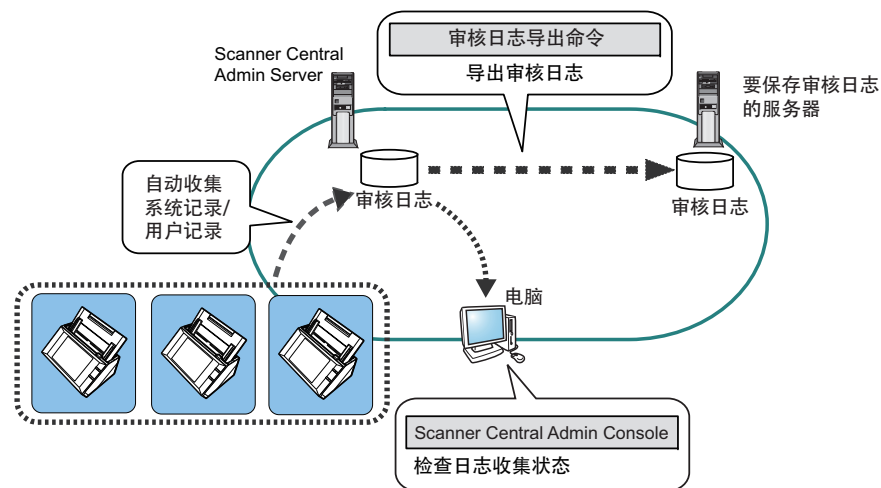 Scanner Central
Admin Server
审核日志导出命令
导出审核日志
要保存审核日志
的服务器
自动收集
系统记录/
用户记录
审核日志
审核日志
电脑
Scanner Central Admin Console
检查日志收集状态